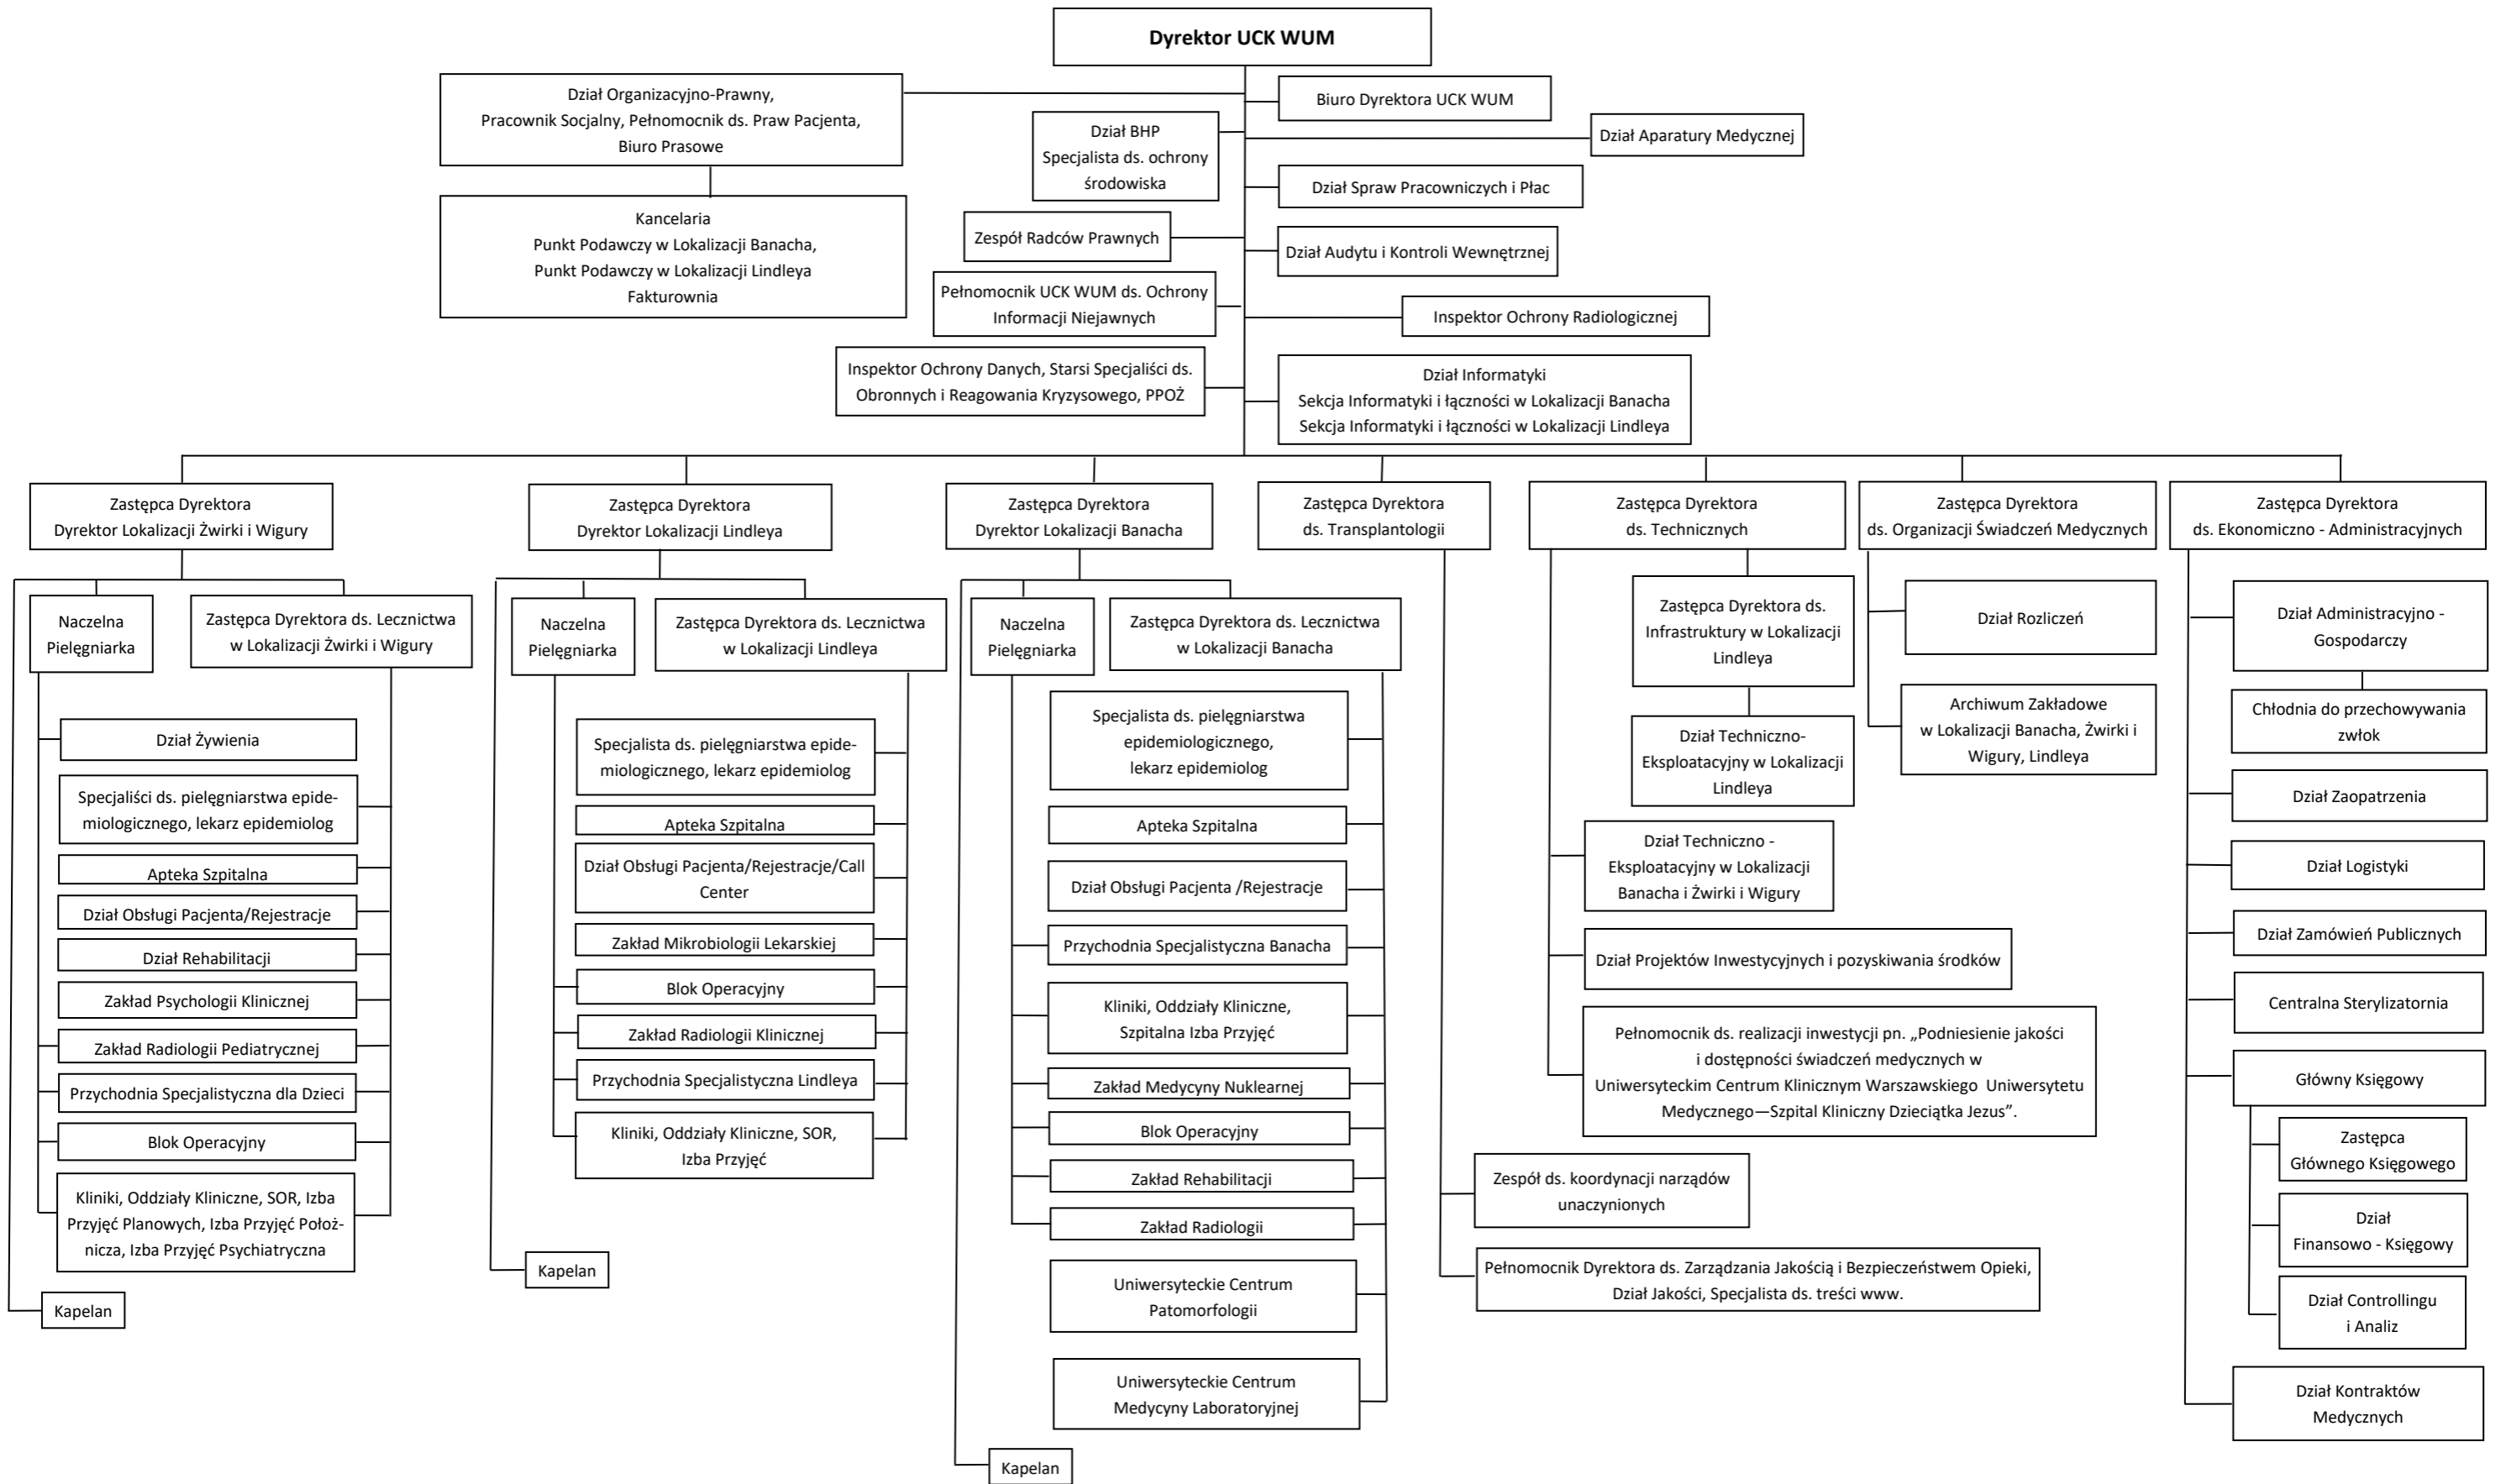 Dyrektor UCK WUM
Dział Organizacyjno-Prawny,
Pracownik Socjalny, Pełnomocnik ds. Praw Pacjenta,
Biuro Prasowe
Biuro Dyrektora UCK WUM
Dział BHP
Specjalista ds. ochrony
środowiska
Dział Aparatury Medycznej
Dział Spraw Pracowniczych i Płac
Kancelaria
Punkt Podawczy w Lokalizacji Banacha,
Punkt Podawczy w Lokalizacji Lindleya
Fakturownia
Zespół Radców Prawnych
Dział Audytu i Kontroli Wewnętrznej
Pełnomocnik UCK WUM ds. Ochrony
Informacji Niejawnych
Inspektor Ochrony Radiologicznej
Inspektor Ochrony Danych, Starsi Specjaliści ds.
Obronnych i Reagowania Kryzysowego, PPOŻ
Dział Informatyki
Sekcja Informatyki i łączności w Lokalizacji Banacha
Sekcja Informatyki i łączności w Lokalizacji Lindleya
Zastępca Dyrektora
Dyrektor Lokalizacji Żwirki i Wigury
Zastępca Dyrektora
Dyrektor Lokalizacji Lindleya
Zastępca Dyrektora
Dyrektor Lokalizacji Banacha
Zastępca Dyrektora
ds. Transplantologii
Zastępca Dyrektora
ds. Technicznych
Zastępca Dyrektora
ds. Organizacji Świadczeń Medycznych
Zastępca Dyrektora
ds. Ekonomiczno - Administracyjnych
Naczelna
Pielęgniarka
Zastępca Dyrektora ds. Lecznictwa
w Lokalizacji Żwirki i Wigury
Dział Żywienia
Specjaliści ds. pielęgniarstwa epide-
miologicznego, lekarz epidemiolog
Apteka Szpitalna
Dział Obsługi Pacjenta/Rejestracje
Dział Rehabilitacji
Zakład Psychologii Klinicznej
Zakład Radiologii Pediatrycznej
Przychodnia Specjalistyczna dla Dzieci
Blok Operacyjny
Kliniki, Oddziały Kliniczne, SOR, Izba
Przyjęć Planowych, Izba Przyjęć Położ-
nicza, Izba Przyjęć Psychiatryczna
Kapelan
Naczelna
Pielęgniarka
Zastępca Dyrektora ds. Lecznictwa
w Lokalizacji Lindleya
Specjalista ds. pielęgniarstwa epide-
miologicznego, lekarz epidemiolog
Apteka Szpitalna
Dział Obsługi Pacjenta/Rejestracje/Call
Center
Zakład Mikrobiologii Lekarskiej
Blok Operacyjny
Zakład Radiologii Klinicznej
Przychodnia Specjalistyczna Lindleya
Kliniki, Oddziały Kliniczne, SOR,
Izba Przyjęć
Kapelan
Naczelna
Pielęgniarka
Zastępca Dyrektora ds. Lecznictwa
w Lokalizacji Banacha
Specjalista ds. pielęgniarstwa
epidemiologicznego,
lekarz epidemiolog
Apteka Szpitalna
Dział Obsługi Pacjenta /Rejestracje
Przychodnia Specjalistyczna Banacha
Kliniki, Oddziały Kliniczne,
Szpitalna Izba Przyjęć
Zakład Medycyny Nuklearnej
Blok Operacyjny
Zakład Rehabilitacji
Zakład Radiologii
Uniwersyteckie Centrum
Patomorfologii
Uniwersyteckie Centrum
Medycyny Laboratoryjnej
Kapelan
Zespół ds. koordynacji narządów
unaczynionych
Pełnomocnik Dyrektora ds. Zarządzania Jakością i Bezpieczeństwem Opieki,
Dział Jakości, Specjalista ds. treści www.
Zastępca Dyrektora ds.
Infrastruktury w Lokalizacji
Lindleya
Dział Techniczno-
Eksploatacyjny w Lokalizacji
Lindleya
Dział Techniczno -
Eksploatacyjny w Lokalizacji
Banacha i Żwirki i Wigury
Dział Projektów Inwestycyjnych i pozyskiwania środków
Pełnomocnik ds. realizacji inwestycji pn. „Podniesienie jakości
i dostępności świadczeń medycznych w
Uniwersyteckim Centrum Klinicznym Warszawskiego Uniwersytetu
Medycznego—Szpital Kliniczny Dzieciątka Jezus”.
Dział Rozliczeń
Archiwum Zakładowe
w Lokalizacji Banacha, Żwirki i
Wigury, Lindleya
Dział Administracyjno -
Gospodarczy
Chłodnia do przechowywania
zwłok
Dział Zaopatrzenia
Dział Logistyki
Dział Zamówień Publicznych
Centralna Sterylizatornia
Główny Księgowy
Zastępca
Głównego Księgowego
Dział
Finansowo - Księgowy
Dział Controllingu
i Analiz
Dział Kontraktów
Medycznych